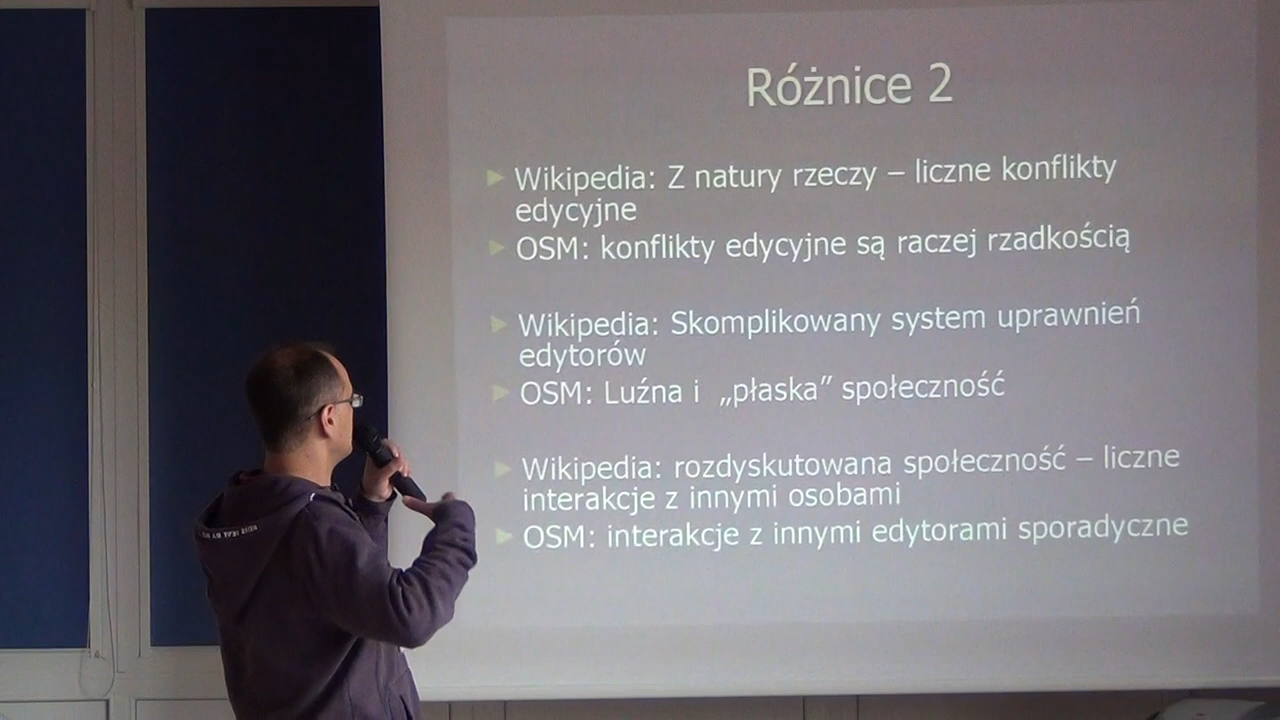 Różnice 2
Wikipedia: Z natury rzeczy – liczne konflikty
edycyjne
OSM: konflikty edycyjne są raczej rzadkością
Wikipedia: Skomplikowany system uprawnień
edytorów
OSM: Luźna i „płaska” społeczność
Wikipedia: rozdyskutowana społeczność – liczne
interakcje z innymi osobami
OSM: interakcje z innymi edytorami sporadyczne